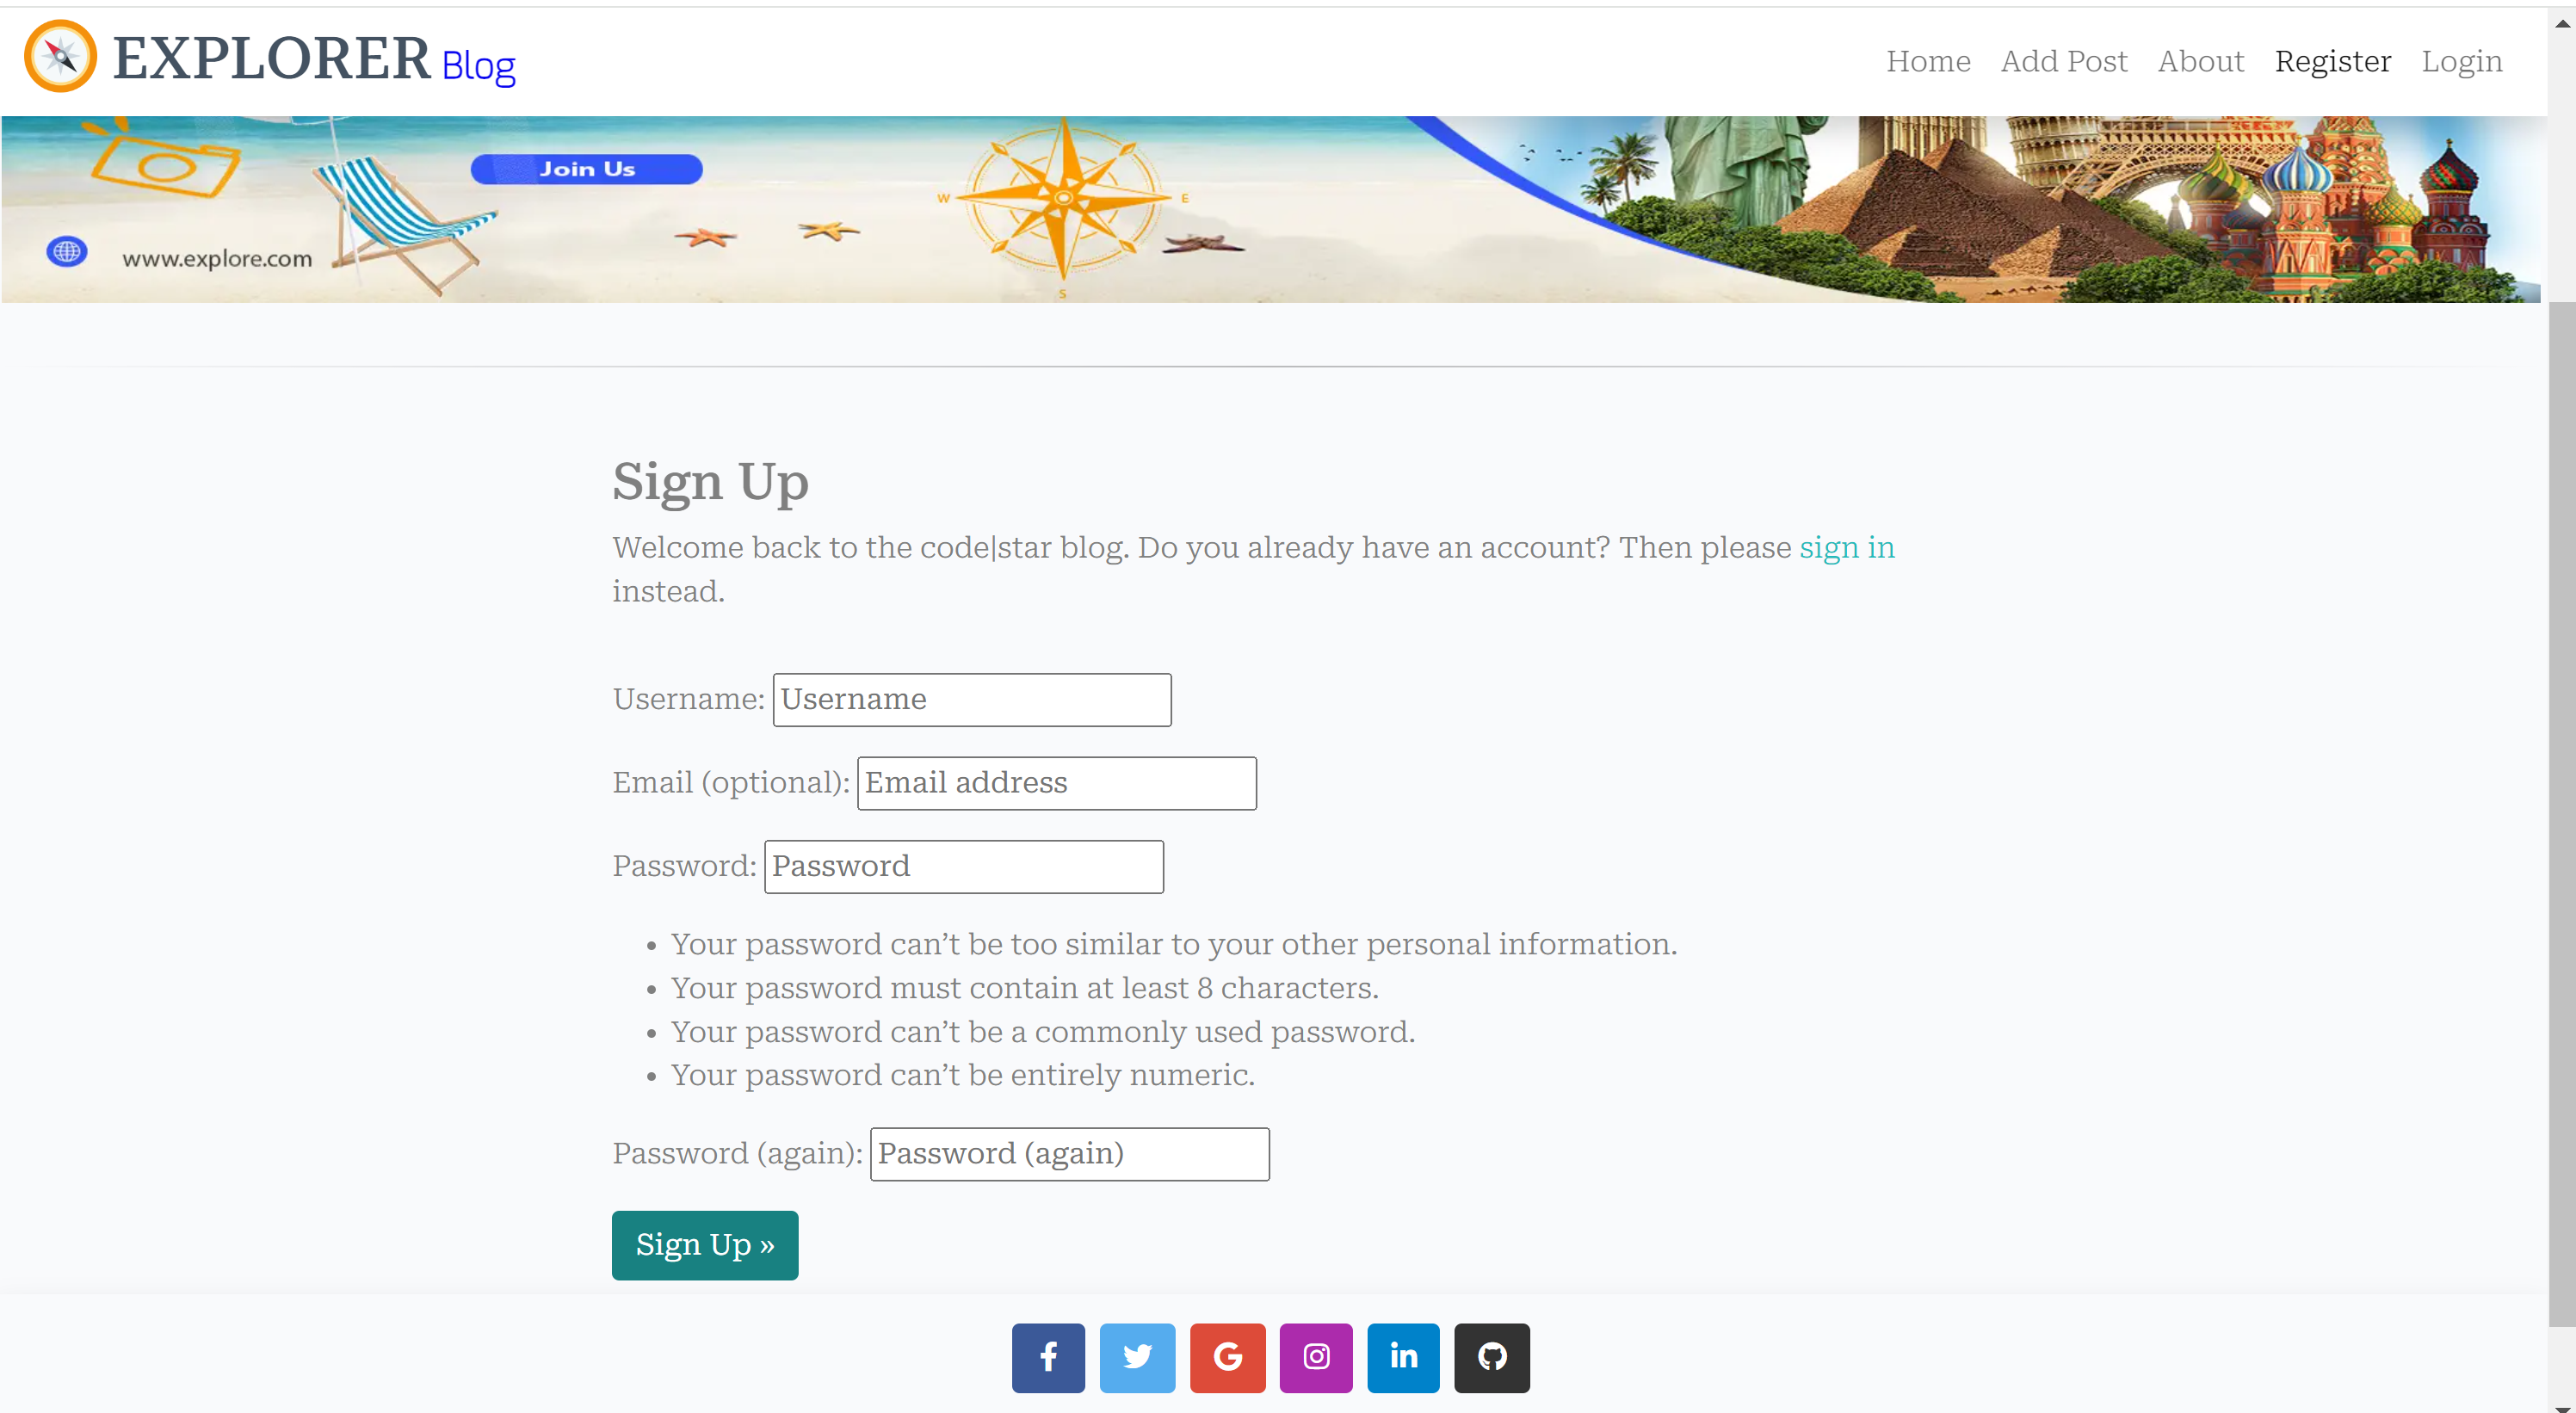 EXPLORER Blog
Home Add Post About Register Login
Join Us
W E
www.explore.com
S
Sign Up
Welcome back to the code|star blog. Do you already have an account? Then please sign in
instead.
Username: Username
Email (optional): Email address
Password: Password
• Your password can’t be too similar to your other personal information.
• Your password must contain at least 8 characters.
• Your password can’t be a commonly used password.
• Your password can’t be entirely numeric.
Password (again): Password (again)
Sign Up »